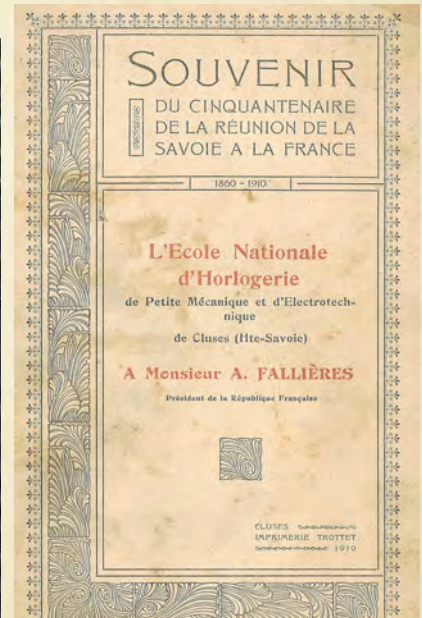 SOUVENIR
DU CINQUANTENAIRE
DE LA RÉUNION DE LA
SAVOIE A LA FRANCE
1860 - 1910
L'Ecole Nationale
d'Horlogerie
de Petite Mécanique et d'Electrotech-
nique
de Cluses (Hte-Savoie)
A Monsieur A. FALLIÈRES
Président de la République Française
CLUSES
IMPRIMERIE TROTTET
1910